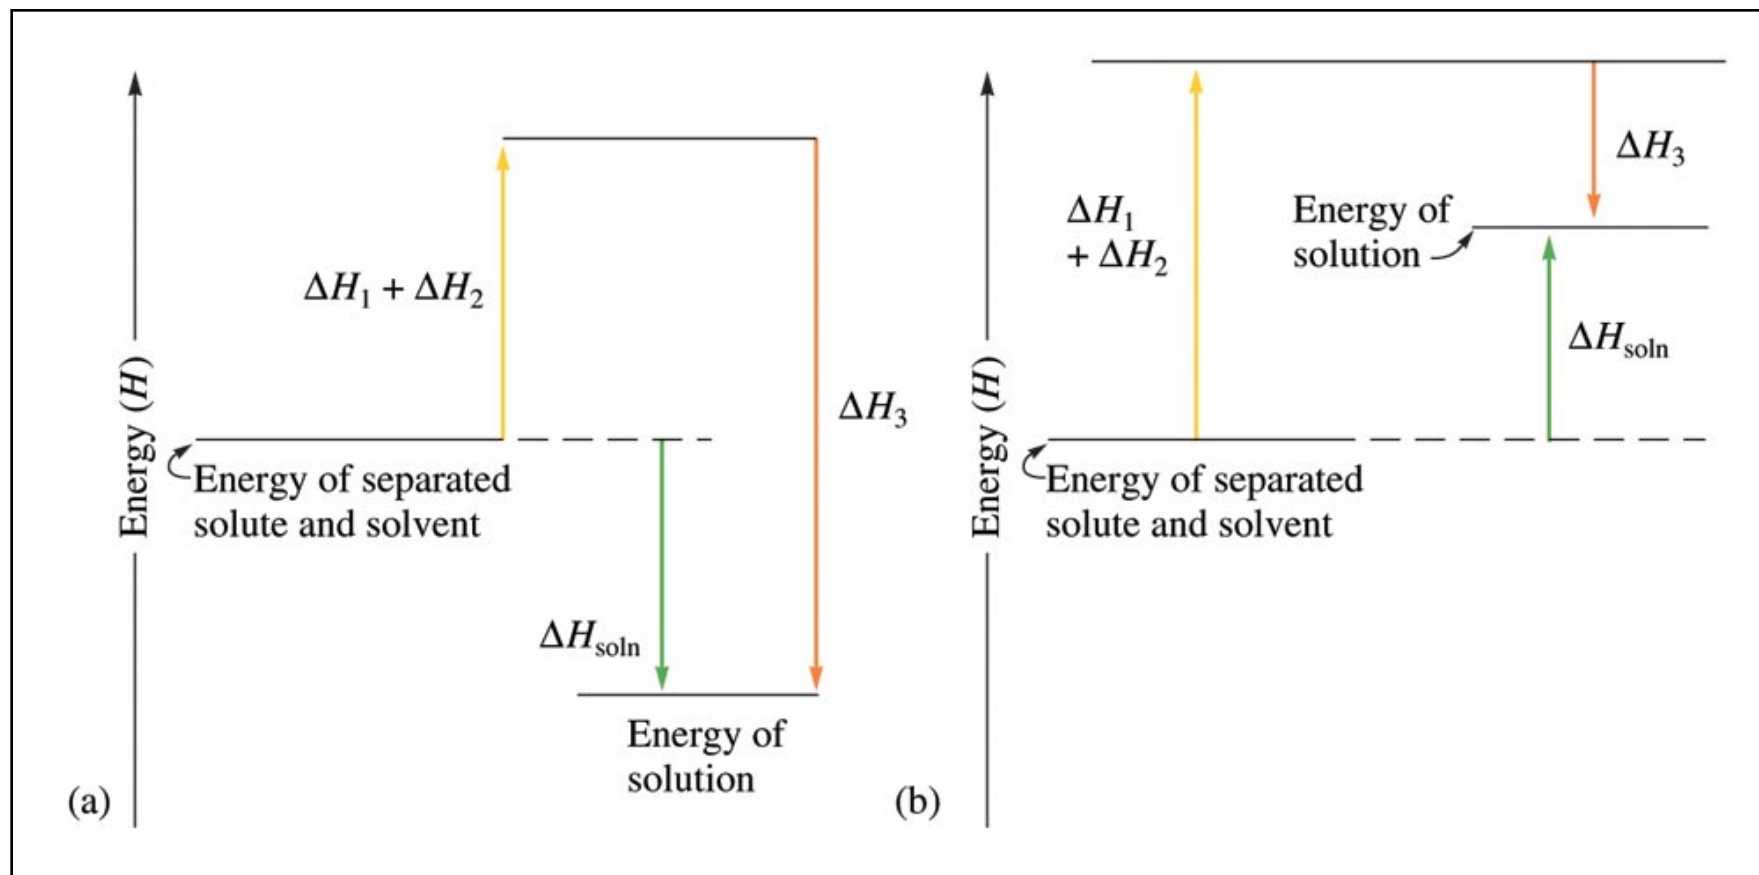 Energy (H)
ΔH₁ + ΔH₂
ΔH₃
Energy of separated
solute and solvent
ΔHsoln
Energy of
solution
(a)
Energy (H)
ΔH₁
+ ΔH₂
ΔH₃
Energy of
solution
ΔHsoln
Energy of separated
solute and solvent
(b)